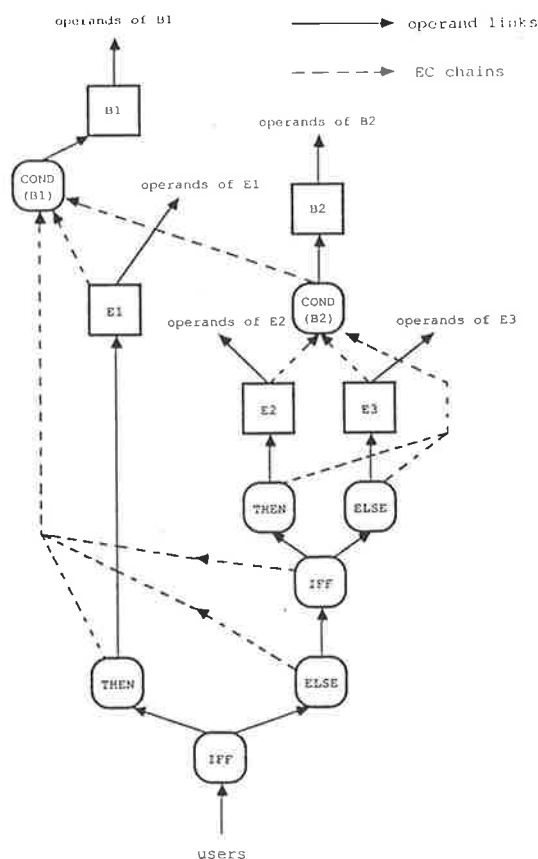 operands of B1
operand links
EC chains
B1
operands of B2
COND
(B1)
operands of E1
B2
E1
COND
(B2)
operands of E2
operands of E3
E2
E3
THEN
ELSE
IFF
THEN
ELSE
IFF
users